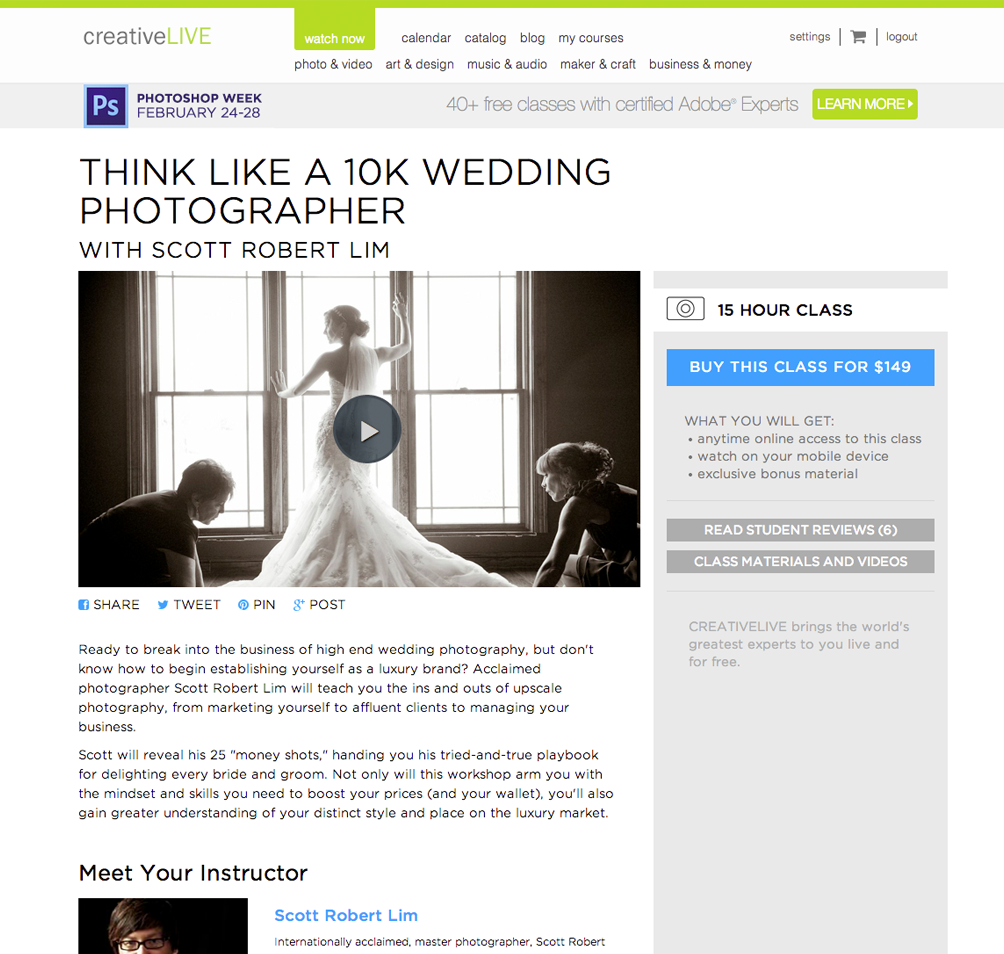 creativeLIVE
watch now
calendar catalog blog my courses
settings logout
photo & video art & design music & audio maker & craft business & money
Ps
PHOTOSHOP WEEK
FEBRUARY 24-28
40+ free classes with certified Adobe® Experts
LEARN MORE
THINK LIKE A 10K WEDDING
PHOTOGRAPHER
WITH SCOTT ROBERT LIM
15 HOUR CLASS
BUY THIS CLASS FOR $149
WHAT YOU WILL GET:
• anytime online access to this class
• watch on your mobile device
• exclusive bonus material
READ STUDENT REVIEWS (6)
CLASS MATERIALS AND VIDEOS
CREATIVELIVE brings the world's
greatest experts to you live and
for free.
SHARE TWEET PIN POST
Ready to break into the business of high end wedding photography, but don't
know how to begin establishing yourself as a luxury brand? Acclaimed
photographer Scott Robert Lim will teach you the ins and outs of upscale
photography, from marketing yourself to affluent clients to managing your
business.
Scott will reveal his 25 "money shots," handing you his tried-and-true playbook
for delighting every bride and groom. Not only will this workshop arm you with
the mindset and skills you need to boost your prices (and your wallet), you'll also
gain greater understanding of your distinct style and place on the luxury market.
Meet Your Instructor
Scott Robert Lim
Internationally acclaimed, master photographer, Scott Robert